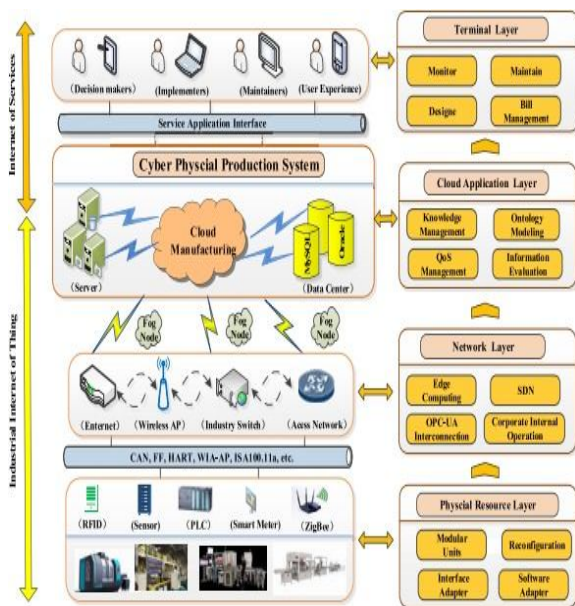 Internet of Services
Industrial Internet of Thing
(Decision makers)
(Implementers)
(Maintainers)
(User Experience)
Service Application Interface
Cyber Physcial Production System
(Server)
Cloud
Manufacturing
MySQL
Oracle
(Data Center)
Fog
Node
Fog
Node
Fog
Node
(Enternet)
(Wireless AP)
(Industry Switch)
(Acess Network)
CAN, FF, HART, WIA-AP, ISA100.11a, etc.
(RFID)
(Sensor)
(PLC)
(Smart Meter)
(ZigBee)
Terminal Layer
Monitor
Maintain
Designe
Bill
Management
Cloud Application Layer
Knowledge
Management
Ontology
Modeling
QoS
Management
Information
Evaluation
Network Layer
Edge
Computing
SDN
OPC-UA
Interconnection
Corporate Internal
Operation
Physcial Resource Layer
Modular
Units
Reconfiguration
Interface
Adapter
Software
Adapter